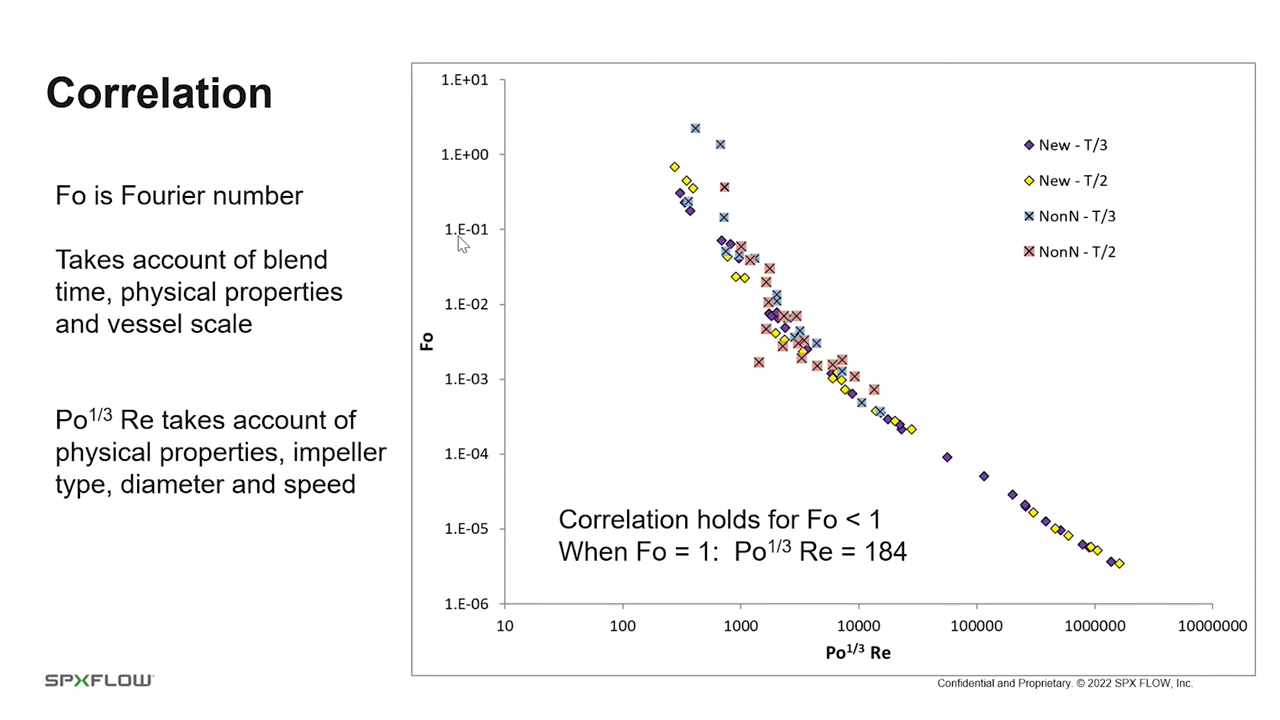 Correlation
Fo is Fourier number
Takes account of blend
time, physical properties
and vessel scale
Po1/3 Re takes account of
physical properties, impeller
type, diameter and speed
1.E+01
1.E+00
1.E-01
1.E-02
1.E-03
1.E-04
1.E-05
1.E-06
Fo
10
100
1000
10000
100000
1000000
10000000
Po1/3 Re
New - T/3
New - T/2
NonN - T/3
NonN - T/2
Correlation holds for Fo < 1
When Fo = 1: Po1/3 Re = 184
SPXFLOW
Confidential and Proprietary. © 2022 SPX FLOW, Inc.